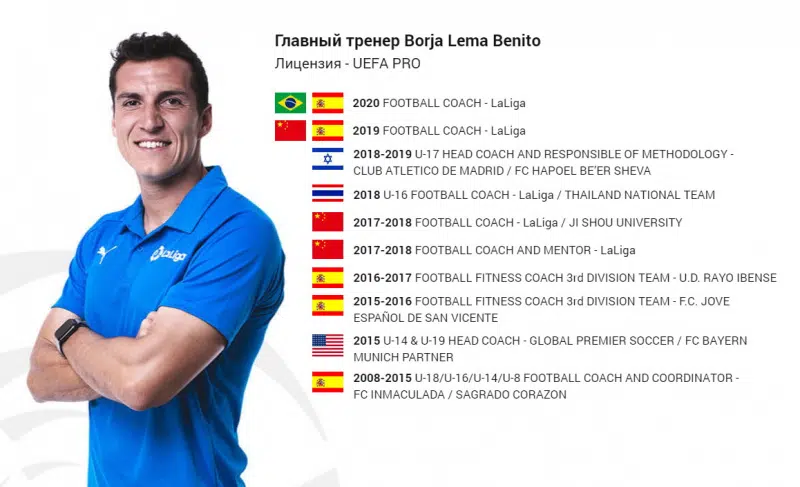 Главный тренер Borja Lema Benito
Лицензия - UEFA PRO
2020 FOOTBALL COACH - LaLiga
2019 FOOTBALL COACH - LaLiga
2018-2019 U-17 HEAD COACH AND RESPONSIBLE OF METHODOLOGY -
CLUB ATLETICO DE MADRID / FC HAPOEL BE'ER SHEVA
2018 U-16 FOOTBALL COACH - LaLiga / THAILAND NATIONAL TEAM
2017-2018 FOOTBALL COACH - LaLiga / JI SHOU UNIVERSITY
2017-2018 FOOTBALL COACH AND MENTOR - LaLiga
2016-2017 FOOTBALL FITNESS COACH 3rd DIVISION TEAM - U.D. RAYO IBENSE
2015-2016 FOOTBALL FITNESS COACH 3rd DIVISION TEAM - F.C. JOVE
ESPAÑOL DE SAN VICENTE
2015 U-14 & U-19 HEAD COACH - GLOBAL PREMIER SOCCER / FC BAYERN
MUNICH PARTNER
2008-2015 U-18/U-16/U-14/U-8 FOOTBALL COACH AND COORDINATOR -
FC INMACULADA / SAGRADO CORAZON
LaLiga